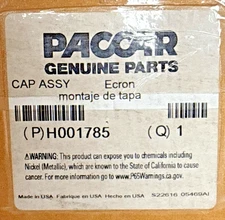 PACCAR
GENUINE PARTS
CAP ASSY Ecron
montaje de tapa
(P)H001785 (Q) 1
⚠WARNING: This product can expose you to chemicals including
Nickel (Metallic), which are known to the State of California to cause
cancer. For more information go to www.P65Warnings.ca.gov.
Made in USA Fabriqué en USA Hecho en USA S22616